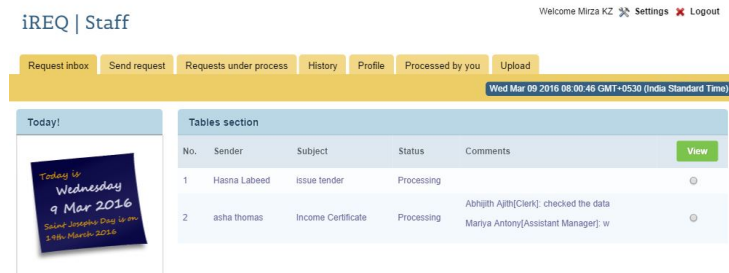 Welcome Mirza KZ Settings Logout
iREQ | Staff
Request inbox Send request Requests under process History Profile Processed by you Upload
Wed Mar 09 2016 08:00:46 GMT+0530 (India Standard Time)
Today!
Today is
Wednesday
9 Mar 2016
Saint Josephs Day is on
19th March 2016
Tables section
No. Sender Subject Status Comments View
1 Hasna Labeed issue tender Processing
2 asha thomas Income Certificate Processing
Abhijith Ajith[Clerk]: checked the data
Mariya Antony[Assistant Manager]: w